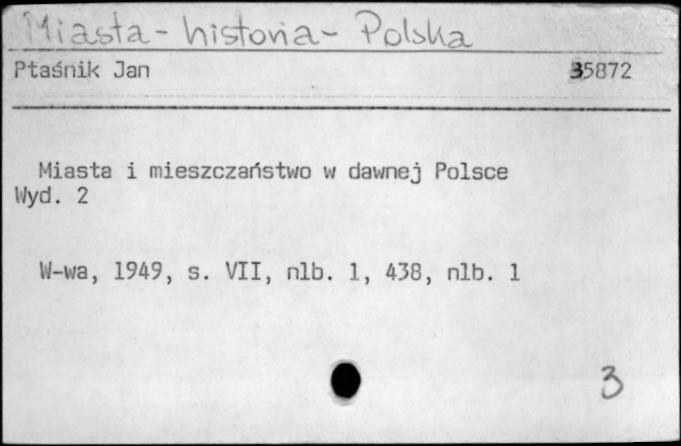 Miasta - historia - Polska
Ptaśnik Jan 35872
Miasta i mieszczaństwo w dawnej Polsce
Wyd. 2
W-wa, 1949, s. VII, nlb. 1, 438, nlb. 1
3